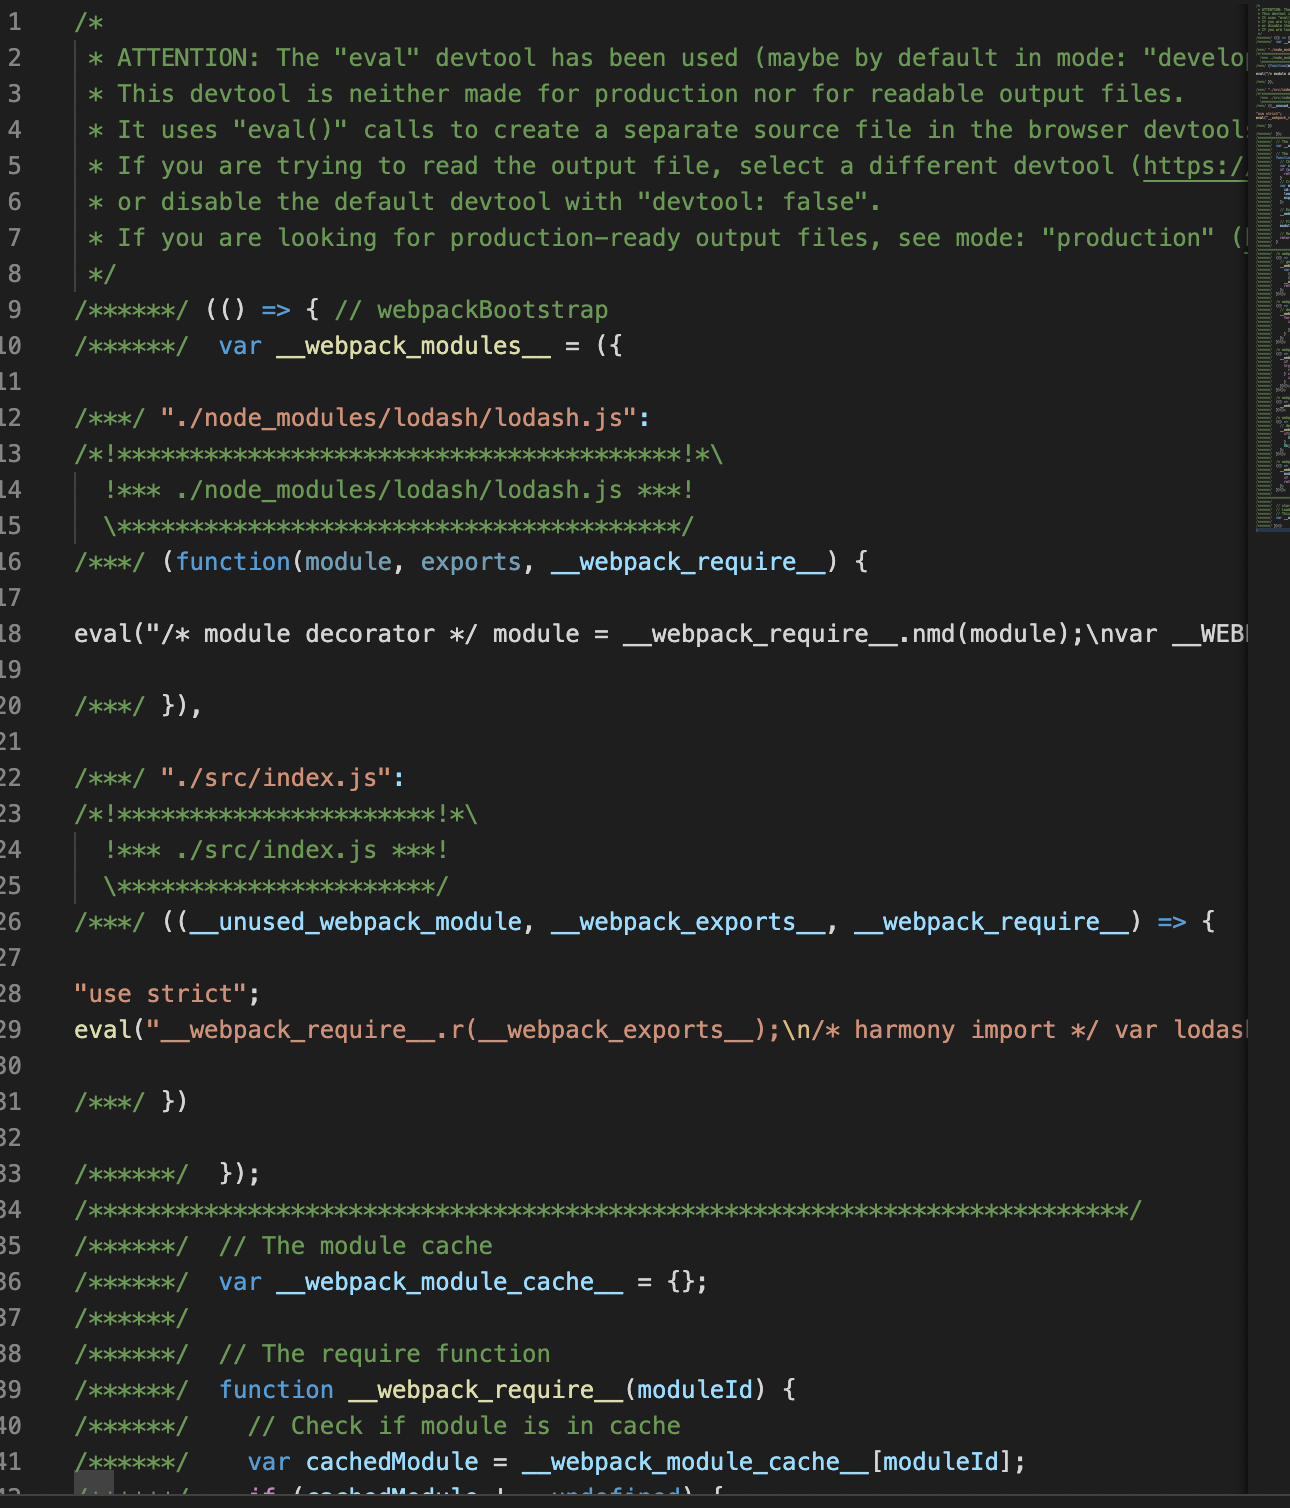 1 /*
2 * ATTENTION: The "eval" devtool has been used (maybe by default in mode: "develo
3 * This devtool is neither made for production nor for readable output files.
4 * It uses "eval()" calls to create a separate source file in the browser devtool
5 * If you are trying to read the output file, select a different devtool (https:/
6 * or disable the default devtool with "devtool: false".
7 * If you are looking for production-ready output files, see mode: "production" (
8 */
9 /******/ (() => { // webpackBootstrap
10 /******/ var __webpack_modules__ = ({
11
12 /***/ "./node_modules/lodash/lodash.js":
13 /*!***************************************!*\
14 !*** ./node_modules/lodash/lodash.js ***!
15 \***************************************/
16 /***/ (function(module, exports, __webpack_require__) {
17
18 eval("/* module decorator */ module = __webpack_require__.nmd(module);\nvar __WEB
19
20 /***/ }),
21
22 /***/ "./src/index.js":
23 /*!**********************!*\
24 !*** ./src/index.js ***!
25 \**********************/
26 /***/ ((__unused_webpack_module, __webpack_exports__, __webpack_require__) => {
27
28 "use strict";
29 eval("__webpack_require__.r(__webpack_exports__);\n/* harmony import */ var lodas
30
31 /***/ })
32
33 /******/ });
34 /************************************************************************/
35 /******/ // The module cache
36 /******/ var __webpack_module_cache__ = {};
37 /******/
38 /******/ // The require function
39 /******/ function __webpack_require__(moduleId) {
40 /******/ // Check if module is in cache
41 /******/ var cachedModule = __webpack_module_cache__[moduleId];